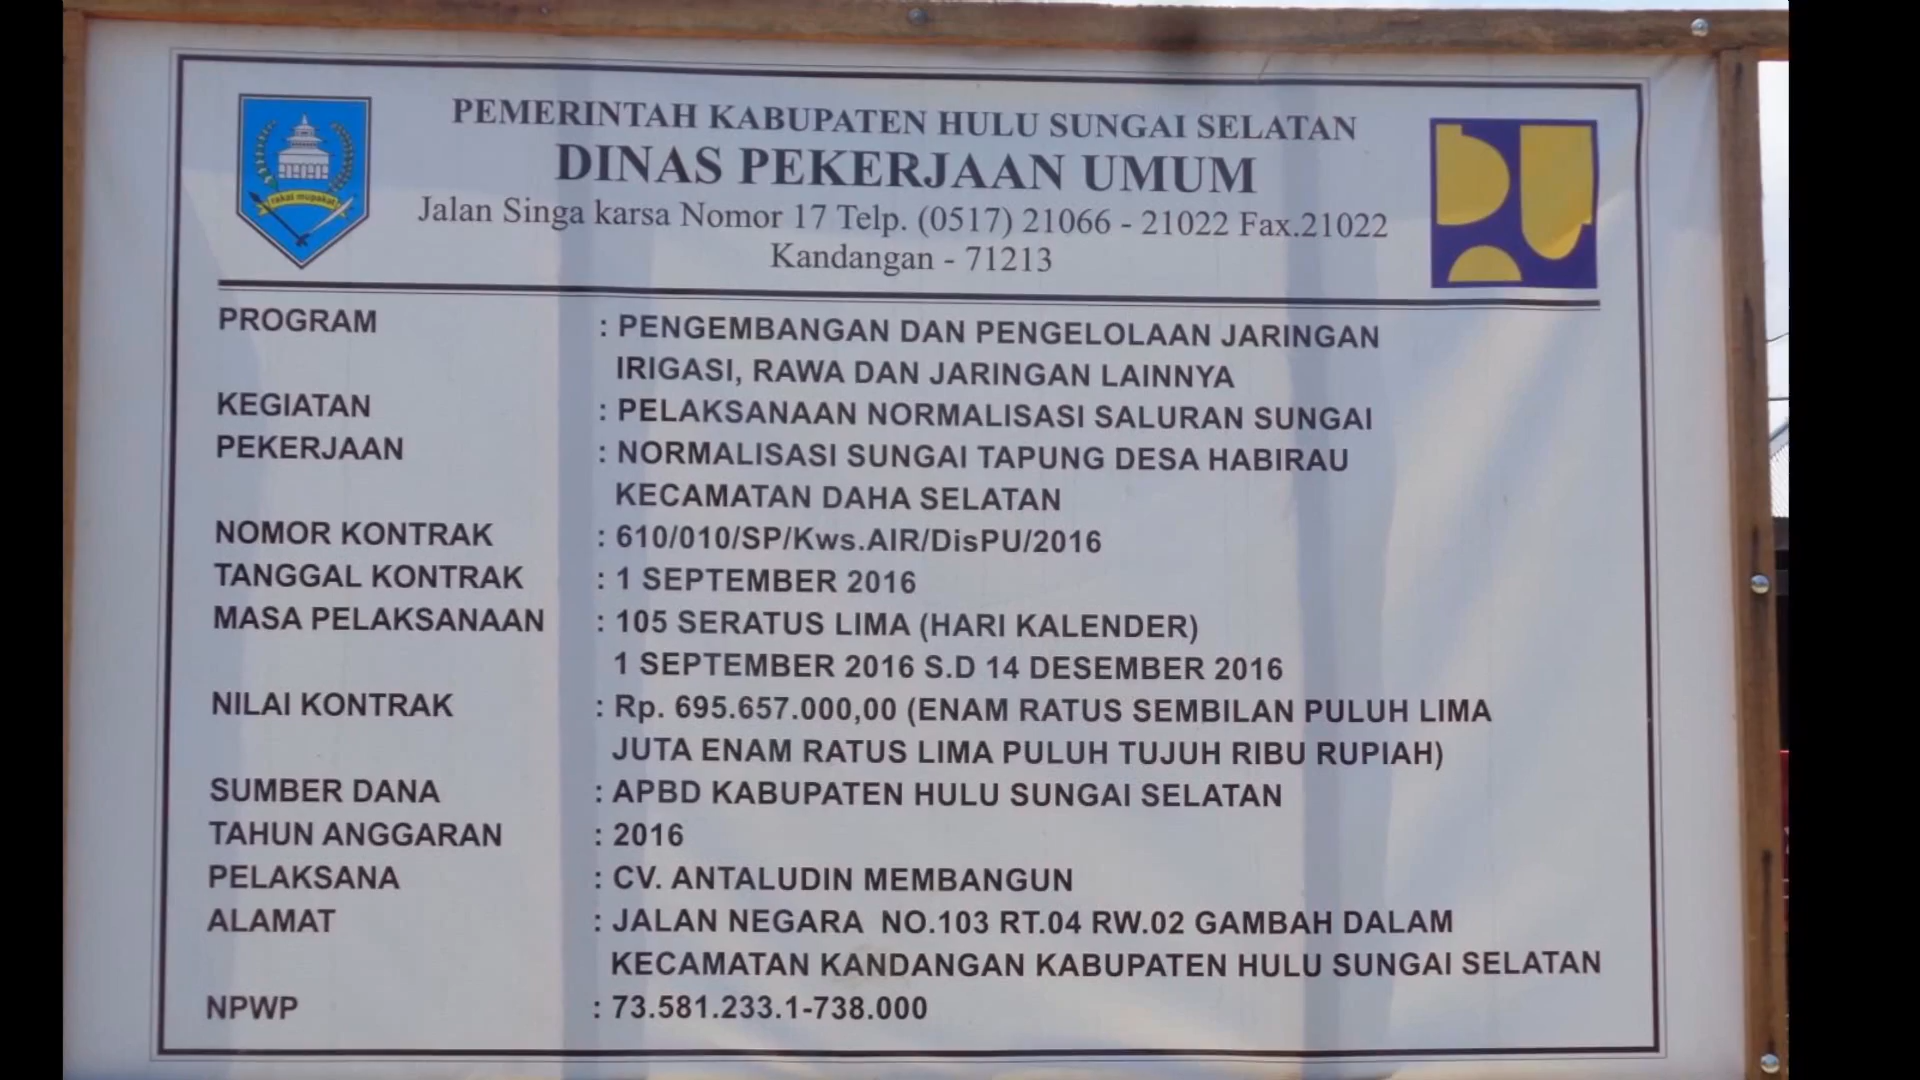 PEMERINTAH KABUPATEN HULU SUNGAI SELATAN
DINAS PEKERJAAN UMUM
Jalan Singa karsa Nomor 17 Telp. (0517) 21066 - 21022 Fax.21022
Kandangan - 71213
rakat mupakat
PROGRAM : PENGEMBANGAN DAN PENGELOLAAN JARINGAN
IRIGASI, RAWA DAN JARINGAN LAINNYA
KEGIATAN : PELAKSANAAN NORMALISASI SALURAN SUNGAI
PEKERJAAN : NORMALISASI SUNGAI TAPUNG DESA HABIRAU
KECAMATAN DAHA SELATAN
NOMOR KONTRAK : 610/010/SP/Kws.AIR/DisPU/2016
TANGGAL KONTRAK : 1 SEPTEMBER 2016
MASA PELAKSANAAN : 105 SERATUS LIMA (HARI KALENDER)
1 SEPTEMBER 2016 S.D 14 DESEMBER 2016
NILAI KONTRAK : Rp. 695.657.000,00 (ENAM RATUS SEMBILAN PULUH LIMA
JUTA ENAM RATUS LIMA PULUH TUJUH RIBU RUPIAH)
SUMBER DANA : APBD KABUPATEN HULU SUNGAI SELATAN
TAHUN ANGGARAN : 2016
PELAKSANA : CV. ANTALUDIN MEMBANGUN
ALAMAT : JALAN NEGARA NO.103 RT.04 RW.02 GAMBAH DALAM
KECAMATAN KANDANGAN KABUPATEN HULU SUNGAI SELATAN
NPWP : 73.581.233.1-738.000